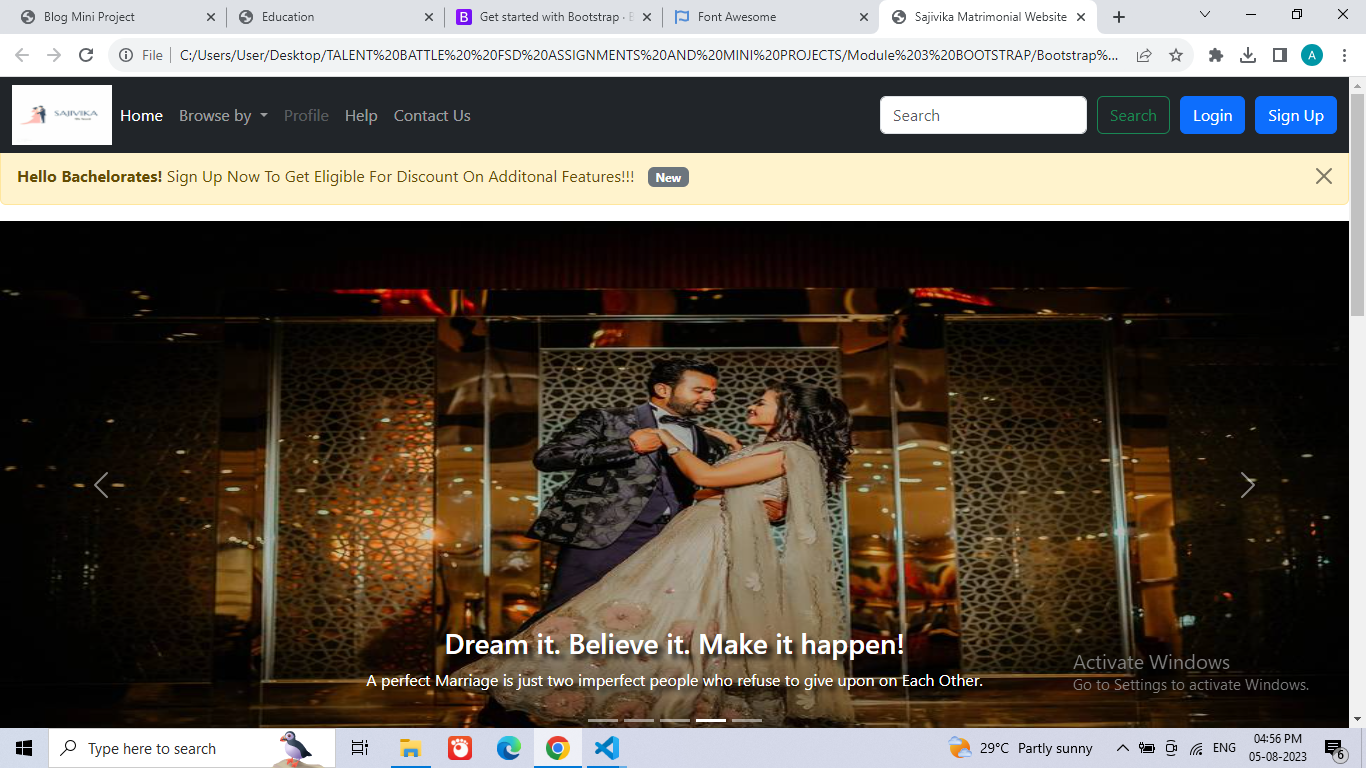 Blog Mini Project
Education
Get started with Bootstrap · B
Font Awesome
Sajivika Matrimonial Website
File
C:/Users/User/Desktop/TALENT%20BATTLE%20%20FSD%20ASSIGNMENTS%20AND%20MINI%20PROJECTS/Module%203%20BOOTSTRAP/Bootstrap%...
A
SAJIVIKA
Home
Browse by
Profile
Help
Contact Us
Search
Search
Login
Sign Up
Hello Bachelorates! Sign Up Now To Get Eligible For Discount On Additonal Features!!! New
Dream it. Believe it. Make it happen!
A perfect Marriage is just two imperfect people who refuse to give upon on Each Other.
Activate Windows
Go to Settings to activate Windows.
Type here to search
29°C Partly sunny
ENG
04:56 PM
05-08-2023
6